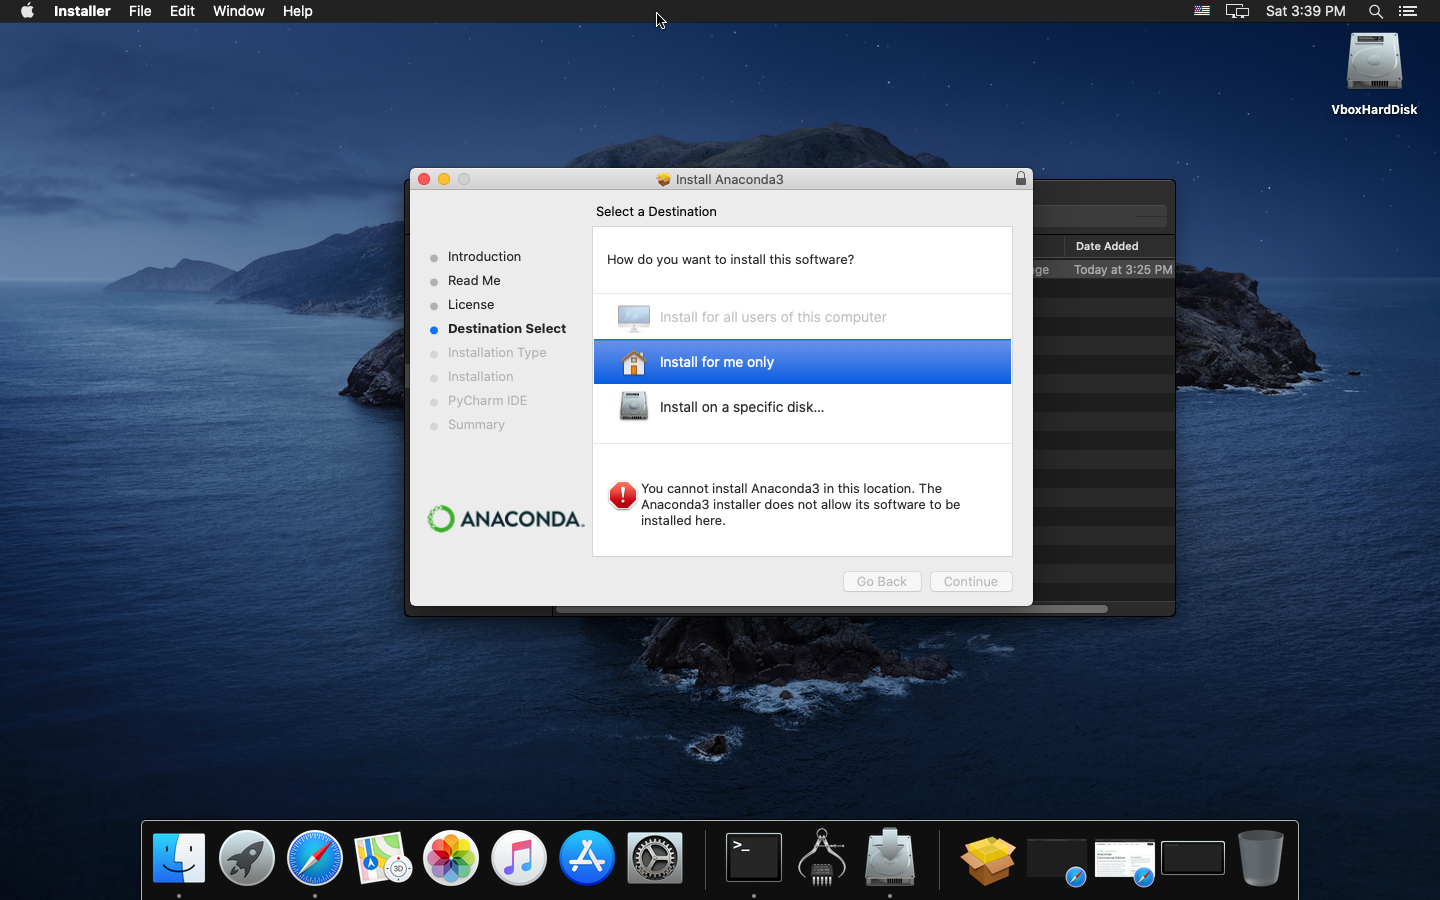 Installer File Edit Window Help
Sat 3:39 PM
VboxHardDisk
Install Anaconda3
Select a Destination
Introduction
Read Me
License
Destination Select
Installation Type
Installation
PyCharm IDE
Summary
ANACONDA.
How do you want to install this software?
Install for all users of this computer
Install for me only
Install on a specific disk...
You cannot install Anaconda3 in this location. The
Anaconda3 installer does not allow its software to be
installed here.
Go Back Continue
Date Added
ge Today at 3:25 PM
3D
>_